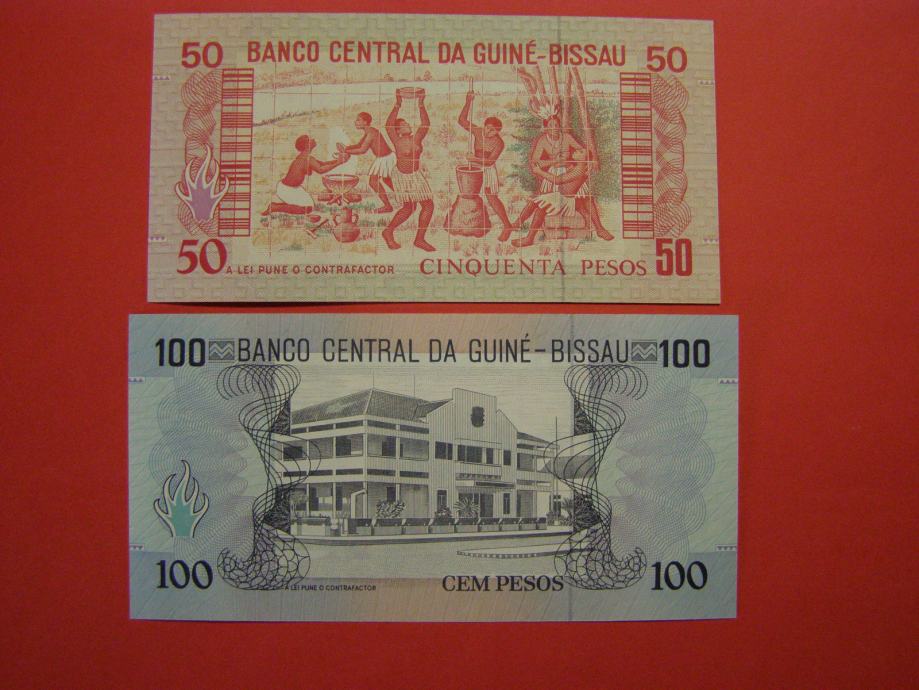 50 BANCO CENTRAL DA GUINÉ-BISSAU 50
50 A LEI PUNE O CONTRAFACTOR CINQUENTA PESOS 50
100 BANCO CENTRAL DA GUINÉ-BISSAU 100
100 A LEI PUNE O CONTRAFACTOR CEM PESOS 100